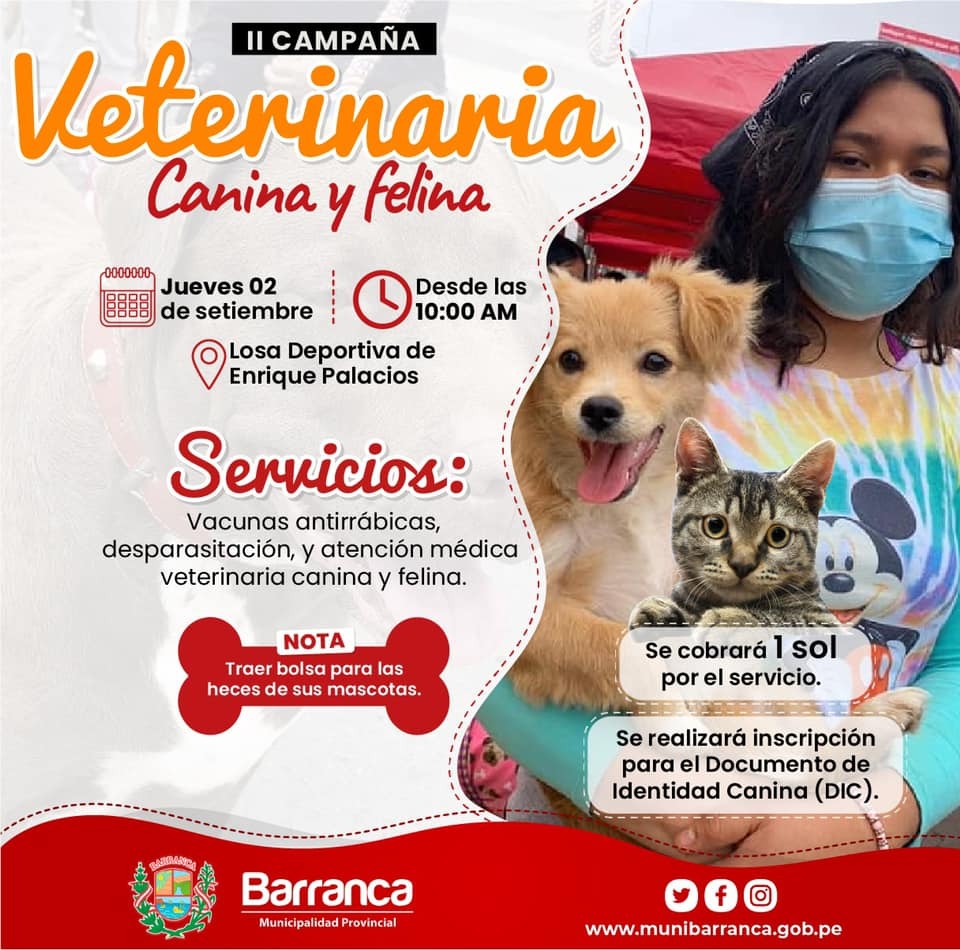 II CAMPAÑA
Veterinaria
Canina y felina
Jueves 02
de setiembre
Desde las
10:00 AM
Losa Deportiva de
Enrique Palacios
Servicios:
Vacunas antirrábicas,
desparasitación, y atención médica
veterinaria canina y felina.
NOTA
Traer bolsa para las
heces de sus mascotas.
Se cobrará 1 sol
por el servicio.
Se realizará inscripción
para el Documento de
Identidad Canina (DIC).
BARRANCA
Barranca
Municipalidad Provincial
www.munibarranca.gob.pe